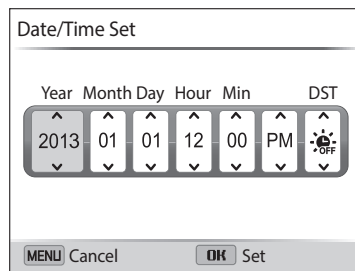 Date/Time Set
Year Month Day Hour Min DST
2013 01 01 12 00 PM OFF
MENU Cancel OK Set